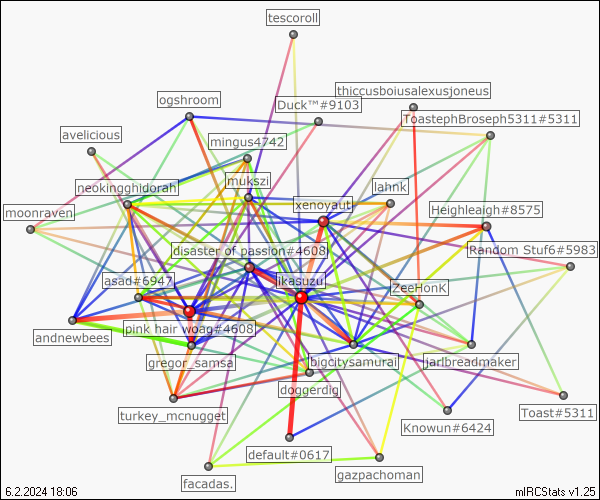 tescoroll
thiccusboiusalexusjoneus
ogshroom
Duck™#9103
ToastephBroseph5311#5311
avelicious
mingus4742
mukszi
lahnk
neokingghidorah
xenoyaut
moonraven
Heighleigh#8575
disaster of passion#4608
Random Stuf6#5983
asad#6947
ikasuzu
ZeeHonK
pink hair woag#4608
andnewbees
gregor_samsa
bigcitysamurai
jarlbreadmaker
doggerdig
turkey_mcnugget
Toast#5311
Knowun#6424
default#0617
gazpachoman
facadas.
6.2.2024 18:06
mIRCStats v1.25